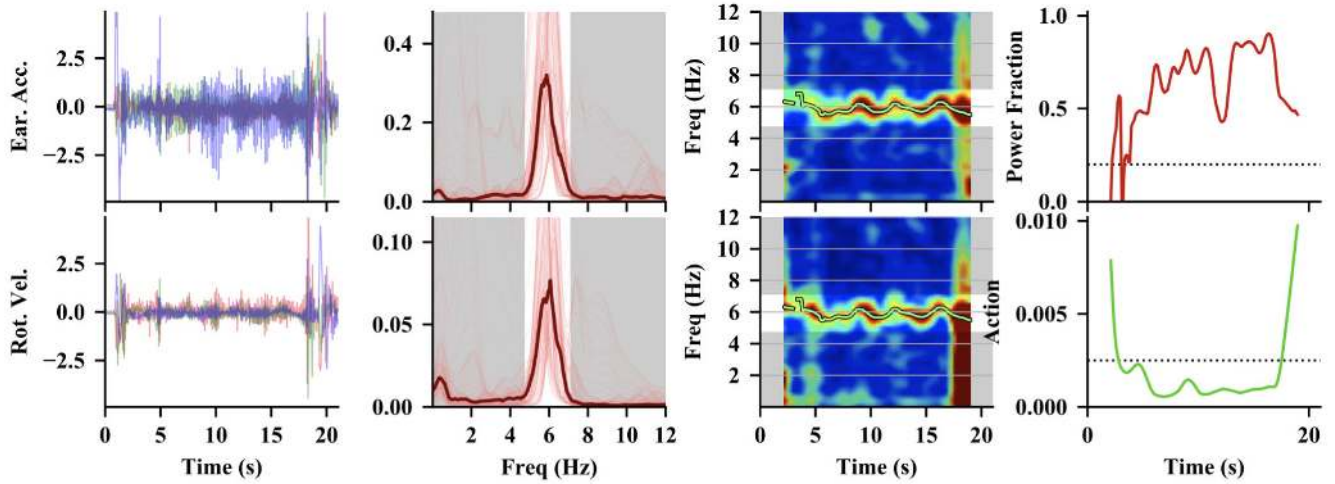 Ear. Acc.
2.5
0.0
−2.5
0.4
0.2
0.0
Freq (Hz)
12
10
8
6
4
2
Power Fraction
1.0
0.5
0.0
Rot. Vel.
2.5
0.0
−2.5
0 5 10 15 20
Time (s)
0.10
0.05
0.00
4 8 12
0 2 4 6 8 10 12
Freq (Hz)
Freq (Hz)
12
10
8
6
4
2
0 5 10 15 20
Time (s)
Action
0.010
0.005
0.000
0 20
Time (s)